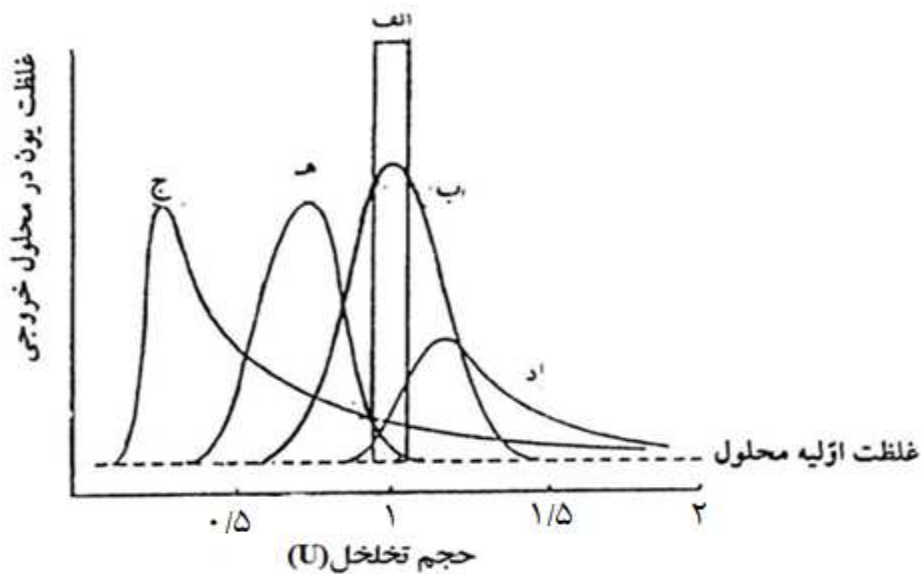 الف
غلظت یون در محلول خروجی
ج
هـ
ب
د
غلظت اوّلیه محلول
۰/۵
۱
۱/۵
۲
حجم تخلخل(U)